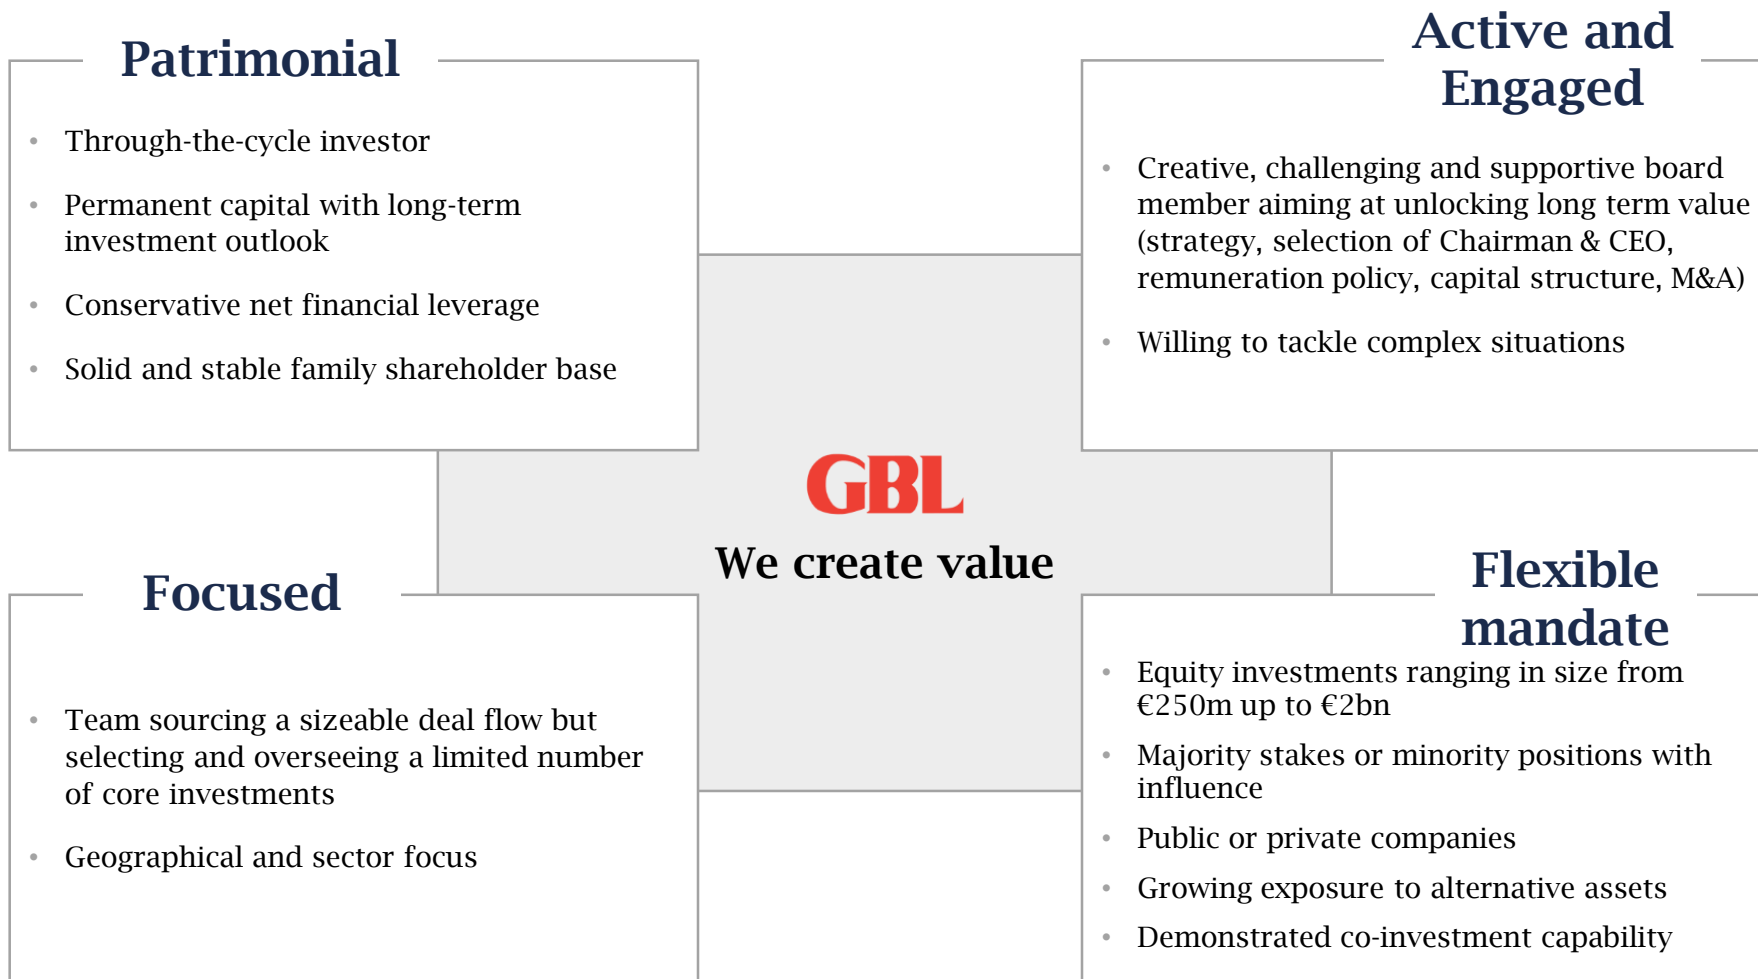 Patrimonial
• Through-the-cycle investor
• Permanent capital with long-term
investment outlook
• Conservative net financial leverage
• Solid and stable family shareholder base
Active and
Engaged
• Creative, challenging and supportive board
member aiming at unlocking long term value
(strategy, selection of Chairman & CEO,
remuneration policy, capital structure, M&A)
• Willing to tackle complex situations
GBL
We create value
Focused
• Team sourcing a sizeable deal flow but
selecting and overseeing a limited number
of core investments
• Geographical and sector focus
Flexible
mandate
• Equity investments ranging in size from
€250m up to €2bn
• Majority stakes or minority positions with
influence
• Public or private companies
• Growing exposure to alternative assets
• Demonstrated co-investment capability